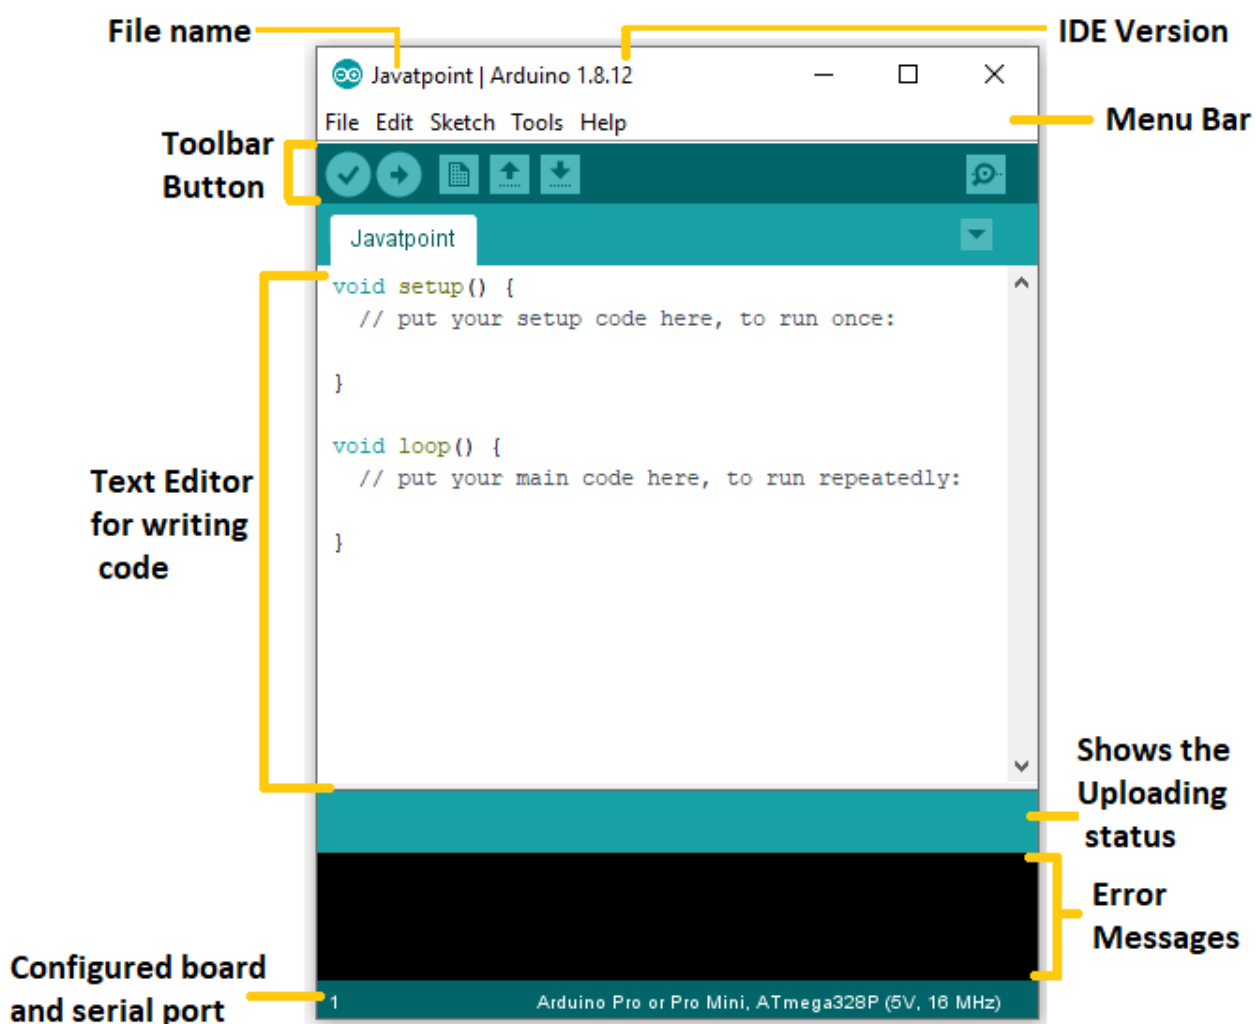 File name
IDE Version
Javatpoint | Arduino 1.8.12
File Edit Sketch Tools Help
Menu Bar
Toolbar
Button
Javatpoint
void setup() {
// put your setup code here, to run once:
}
void loop() {
// put your main code here, to run repeatedly:
}
Text Editor
for writing
code
Shows the
Uploading
status
Error
Messages
Configured board
and serial port
1
Arduino Pro or Pro Mini, ATmega328P (5V, 16 MHz)